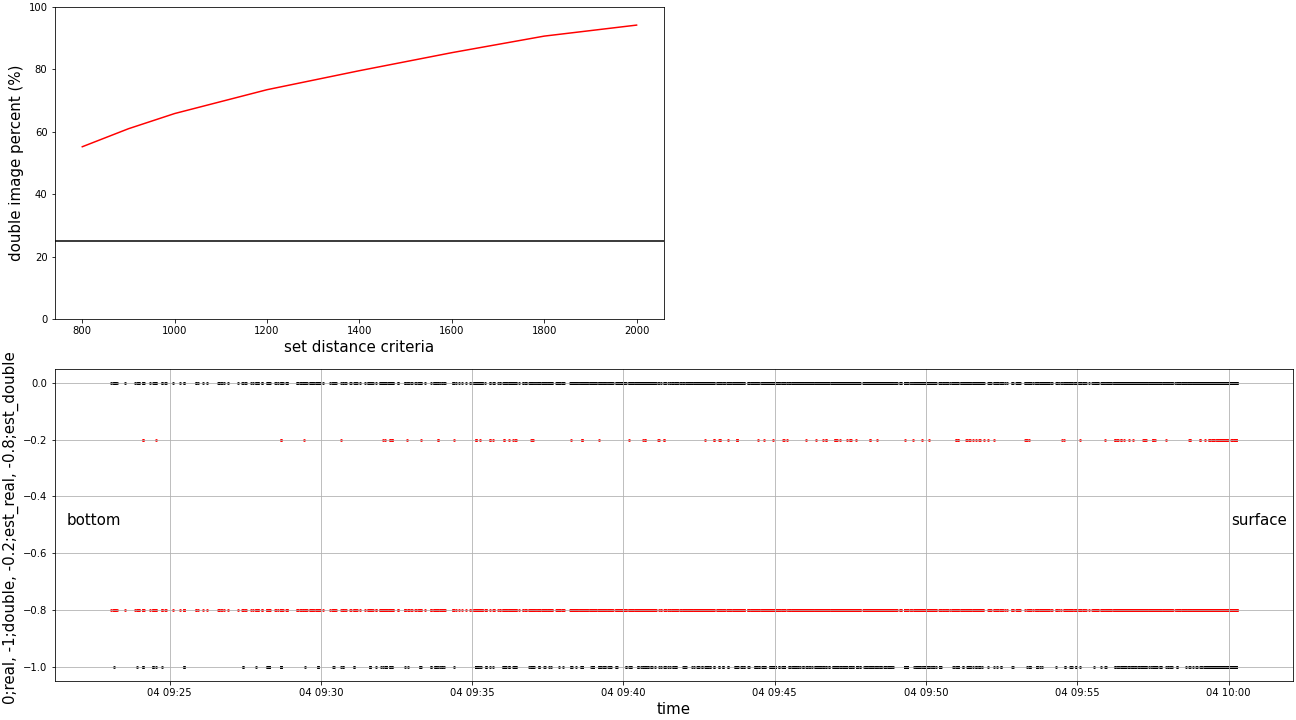 100
80
60
40
20
0
double image percent (%)
800 1000 1200 1400 1600 1800 2000
set distance criteria
0.0
−0.2
−0.4
−0.6
−0.8
−1.0
0;real, -1;double, -0.2;est_real, -0.8;est_double
bottom
surface
04 09:25 04 09:30 04 09:35 04 09:40 04 09:45 04 09:50 04 09:55 04 10:00
time